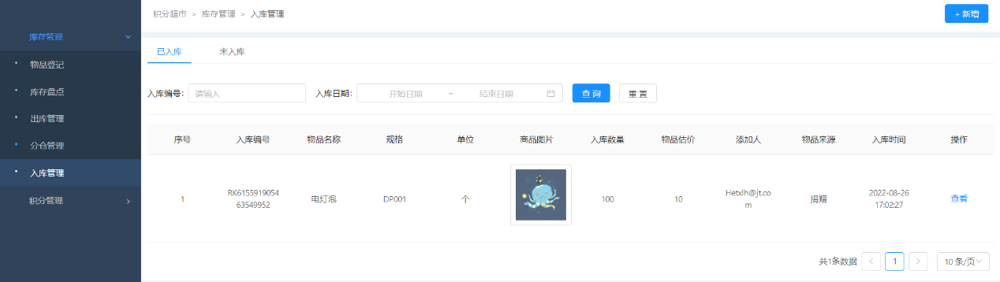 积分超市 > 库存管理 > 入库管理
+ 新增
库存管理
物品登记
库存盘点
出库管理
分仓管理
入库管理
积分管理
已入库 未入库
入库编号: 请输入 入库日期: 开始日期 ~ 结束日期 查 询 重 置
序号 入库编号 物品名称 规格 单位 商品图片 入库数量 物品估价 添加人 物品来源 入库时间 操作
1 RK6155919054 电灯泡 DP001 个 100 10 Hetxlh@jt.co 捐赠 2022-08-26 查看
63549952 m 17:02:27
共1条数据 < 1 > 10 条/页